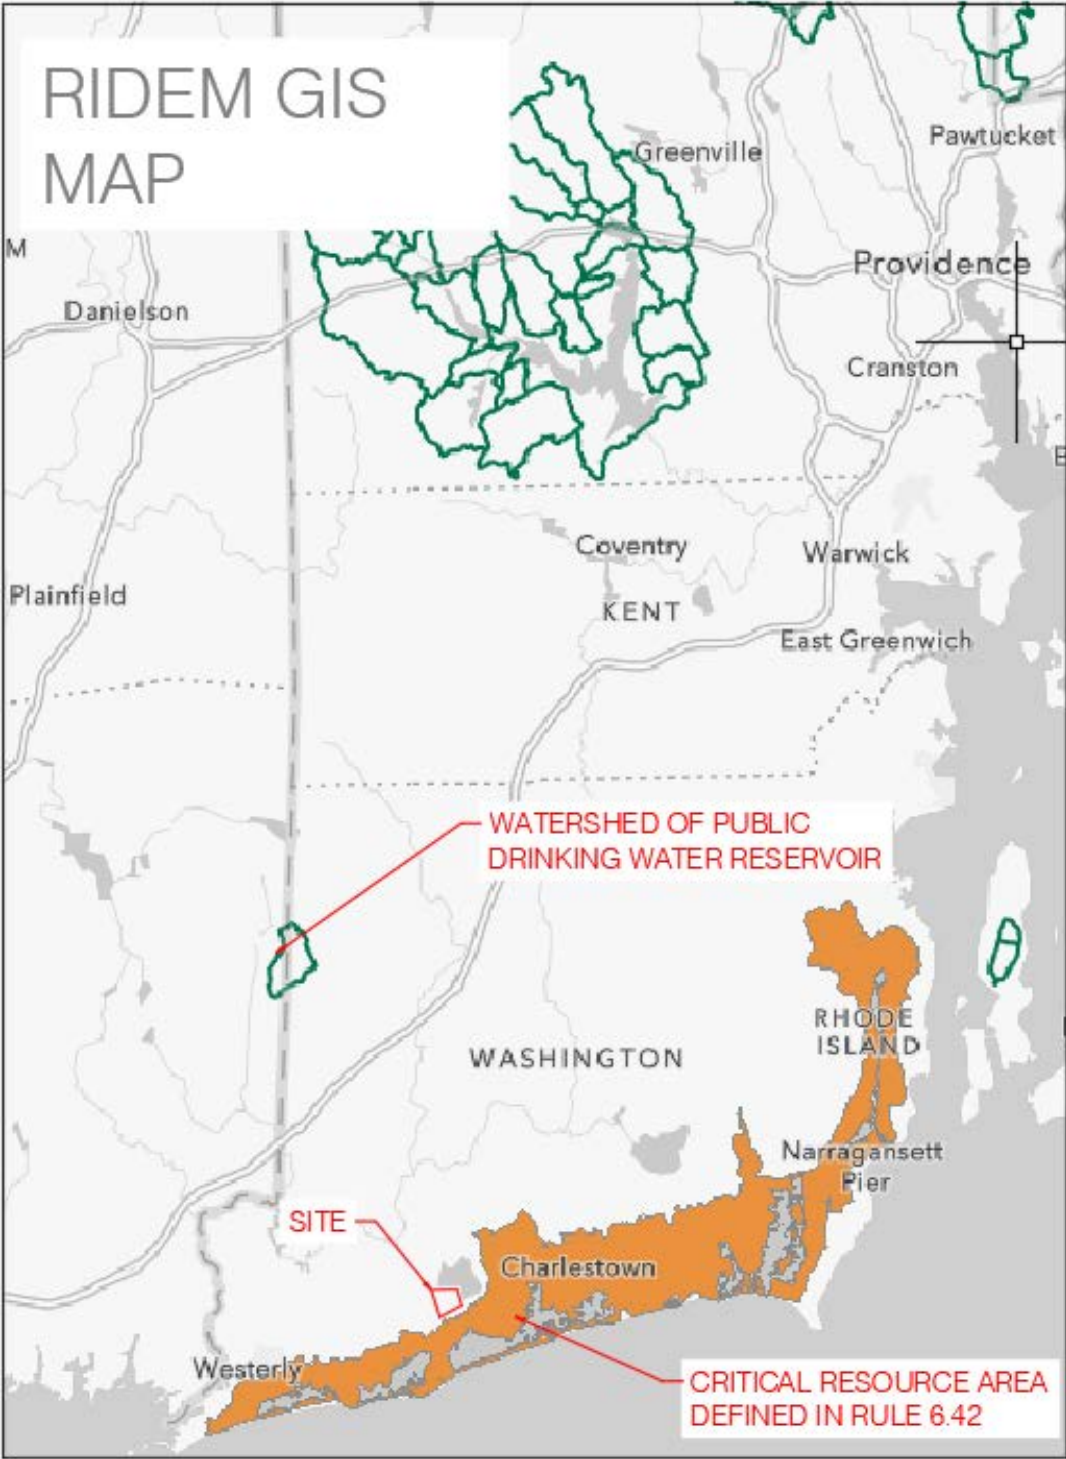 RIDEM GIS
MAP
Greenville
Pawtucket
M
Providence
Danielson
Cranston
Coventry
Warwick
Plainfield
KENT
East Greenwich
WATERSHED OF PUBLIC
DRINKING WATER RESERVOIR
RHODE
ISLAND
WASHINGTON
Narragansett
Pier
SITE
Charlestown
Westerly
CRITICAL RESOURCE AREA
DEFINED IN RULE 6.42